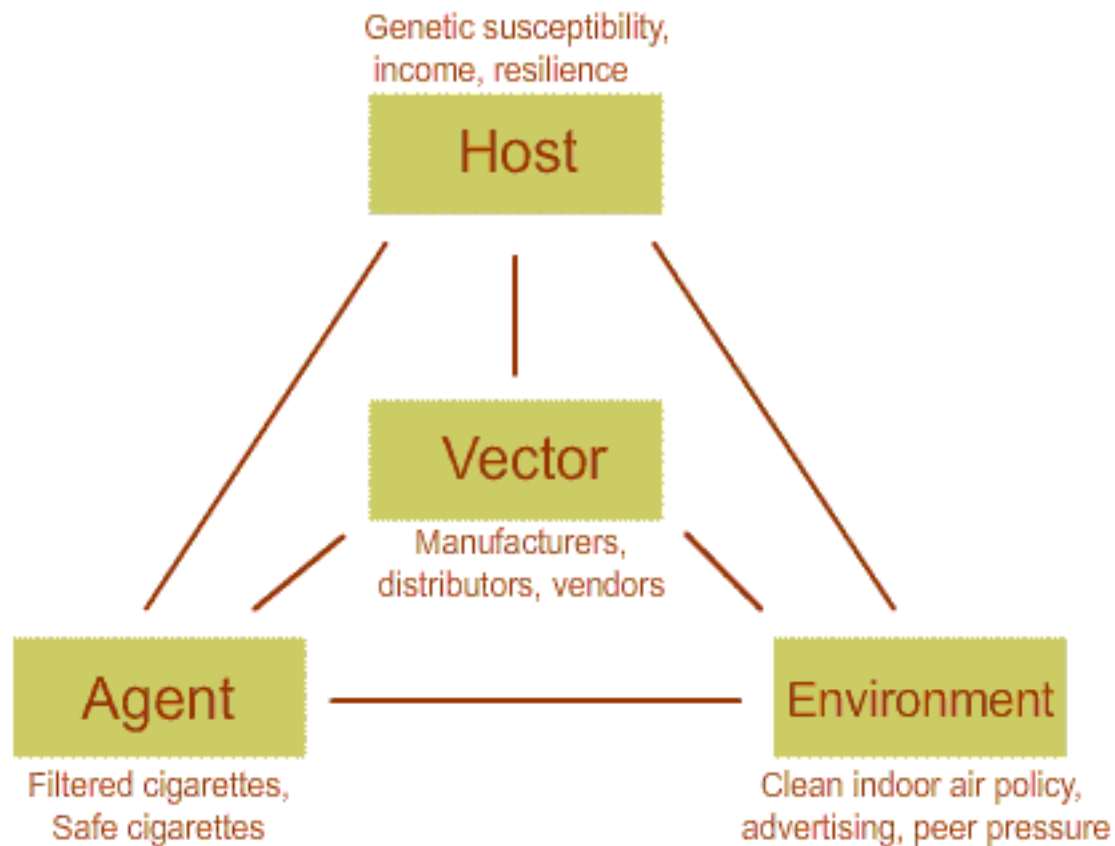 Genetic susceptibility,
income, resilience
Host
Vector
Manufacturers,
distributors, vendors
Agent
Filtered cigarettes,
Safe cigarettes
Environment
Clean indoor air policy,
advertising, peer pressure